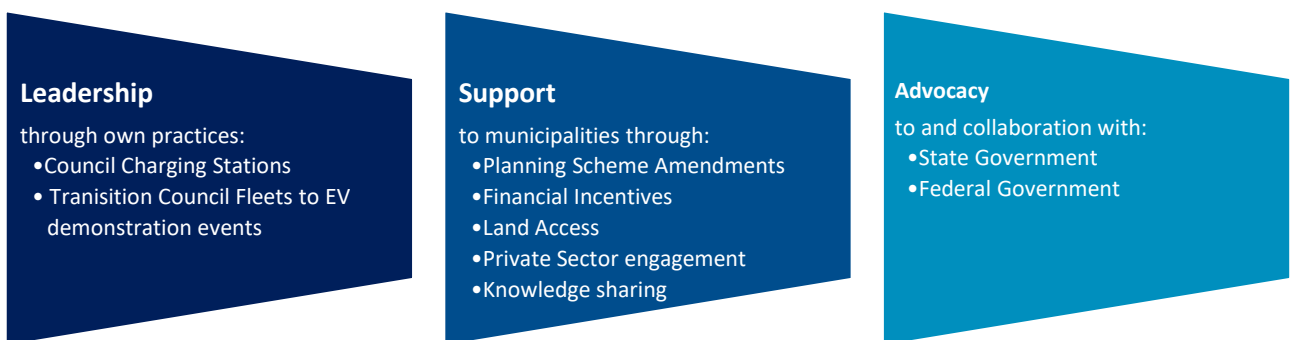 Leadership
through own practices:
•Council Charging Stations
• Tranisition Council Fleets to EV
demonstration events
Support
to municipalities through:
•Planning Scheme Amendments
•Financial Incentives
•Land Access
•Private Sector engagement
•Knowledge sharing
Advocacy
to and collaboration with:
•State Government
•Federal Government